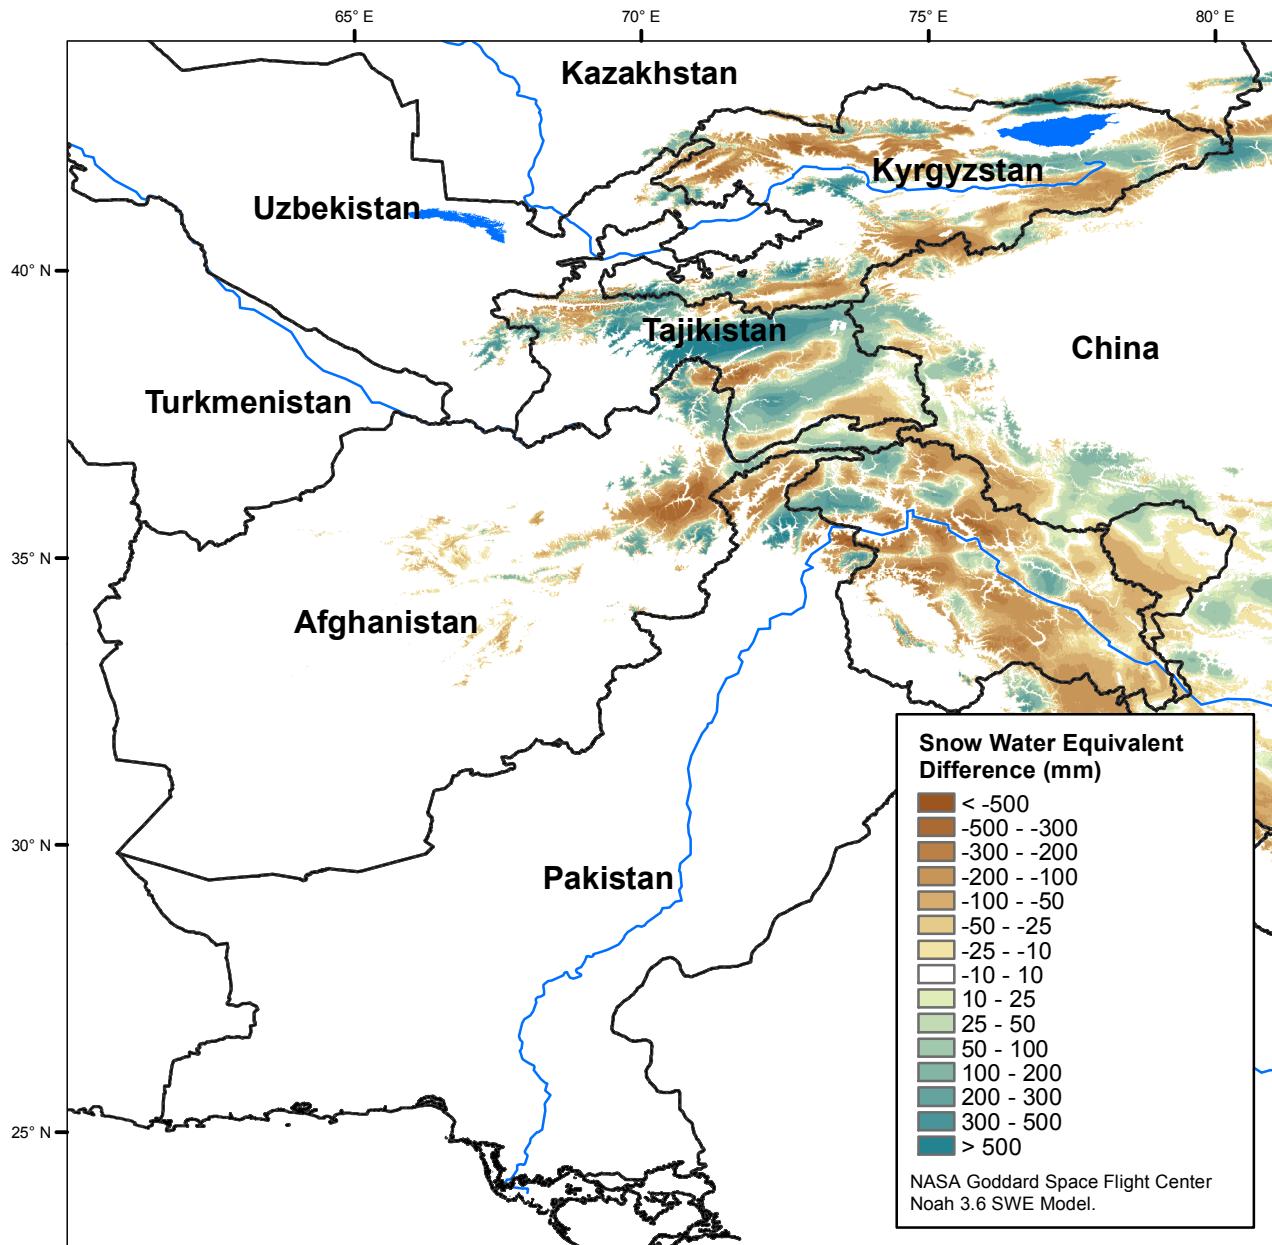 65° E
70° E
75° E
80° E
Kazakhstan
Kyrgyzstan
Uzbekistan
40° N
Tajikistan
China
Turkmenistan
35° N
Afghanistan
Snow Water Equivalent
Difference (mm)
< -500
-500 - -300
-300 - -200
-200 - -100
-100 - -50
-50 - -25
-25 - -10
-10 - 10
10 - 25
25 - 50
50 - 100
100 - 200
200 - 300
300 - 500
> 500
30° N
Pakistan
25° N
NASA Goddard Space Flight Center
Noah 3.6 SWE Model.